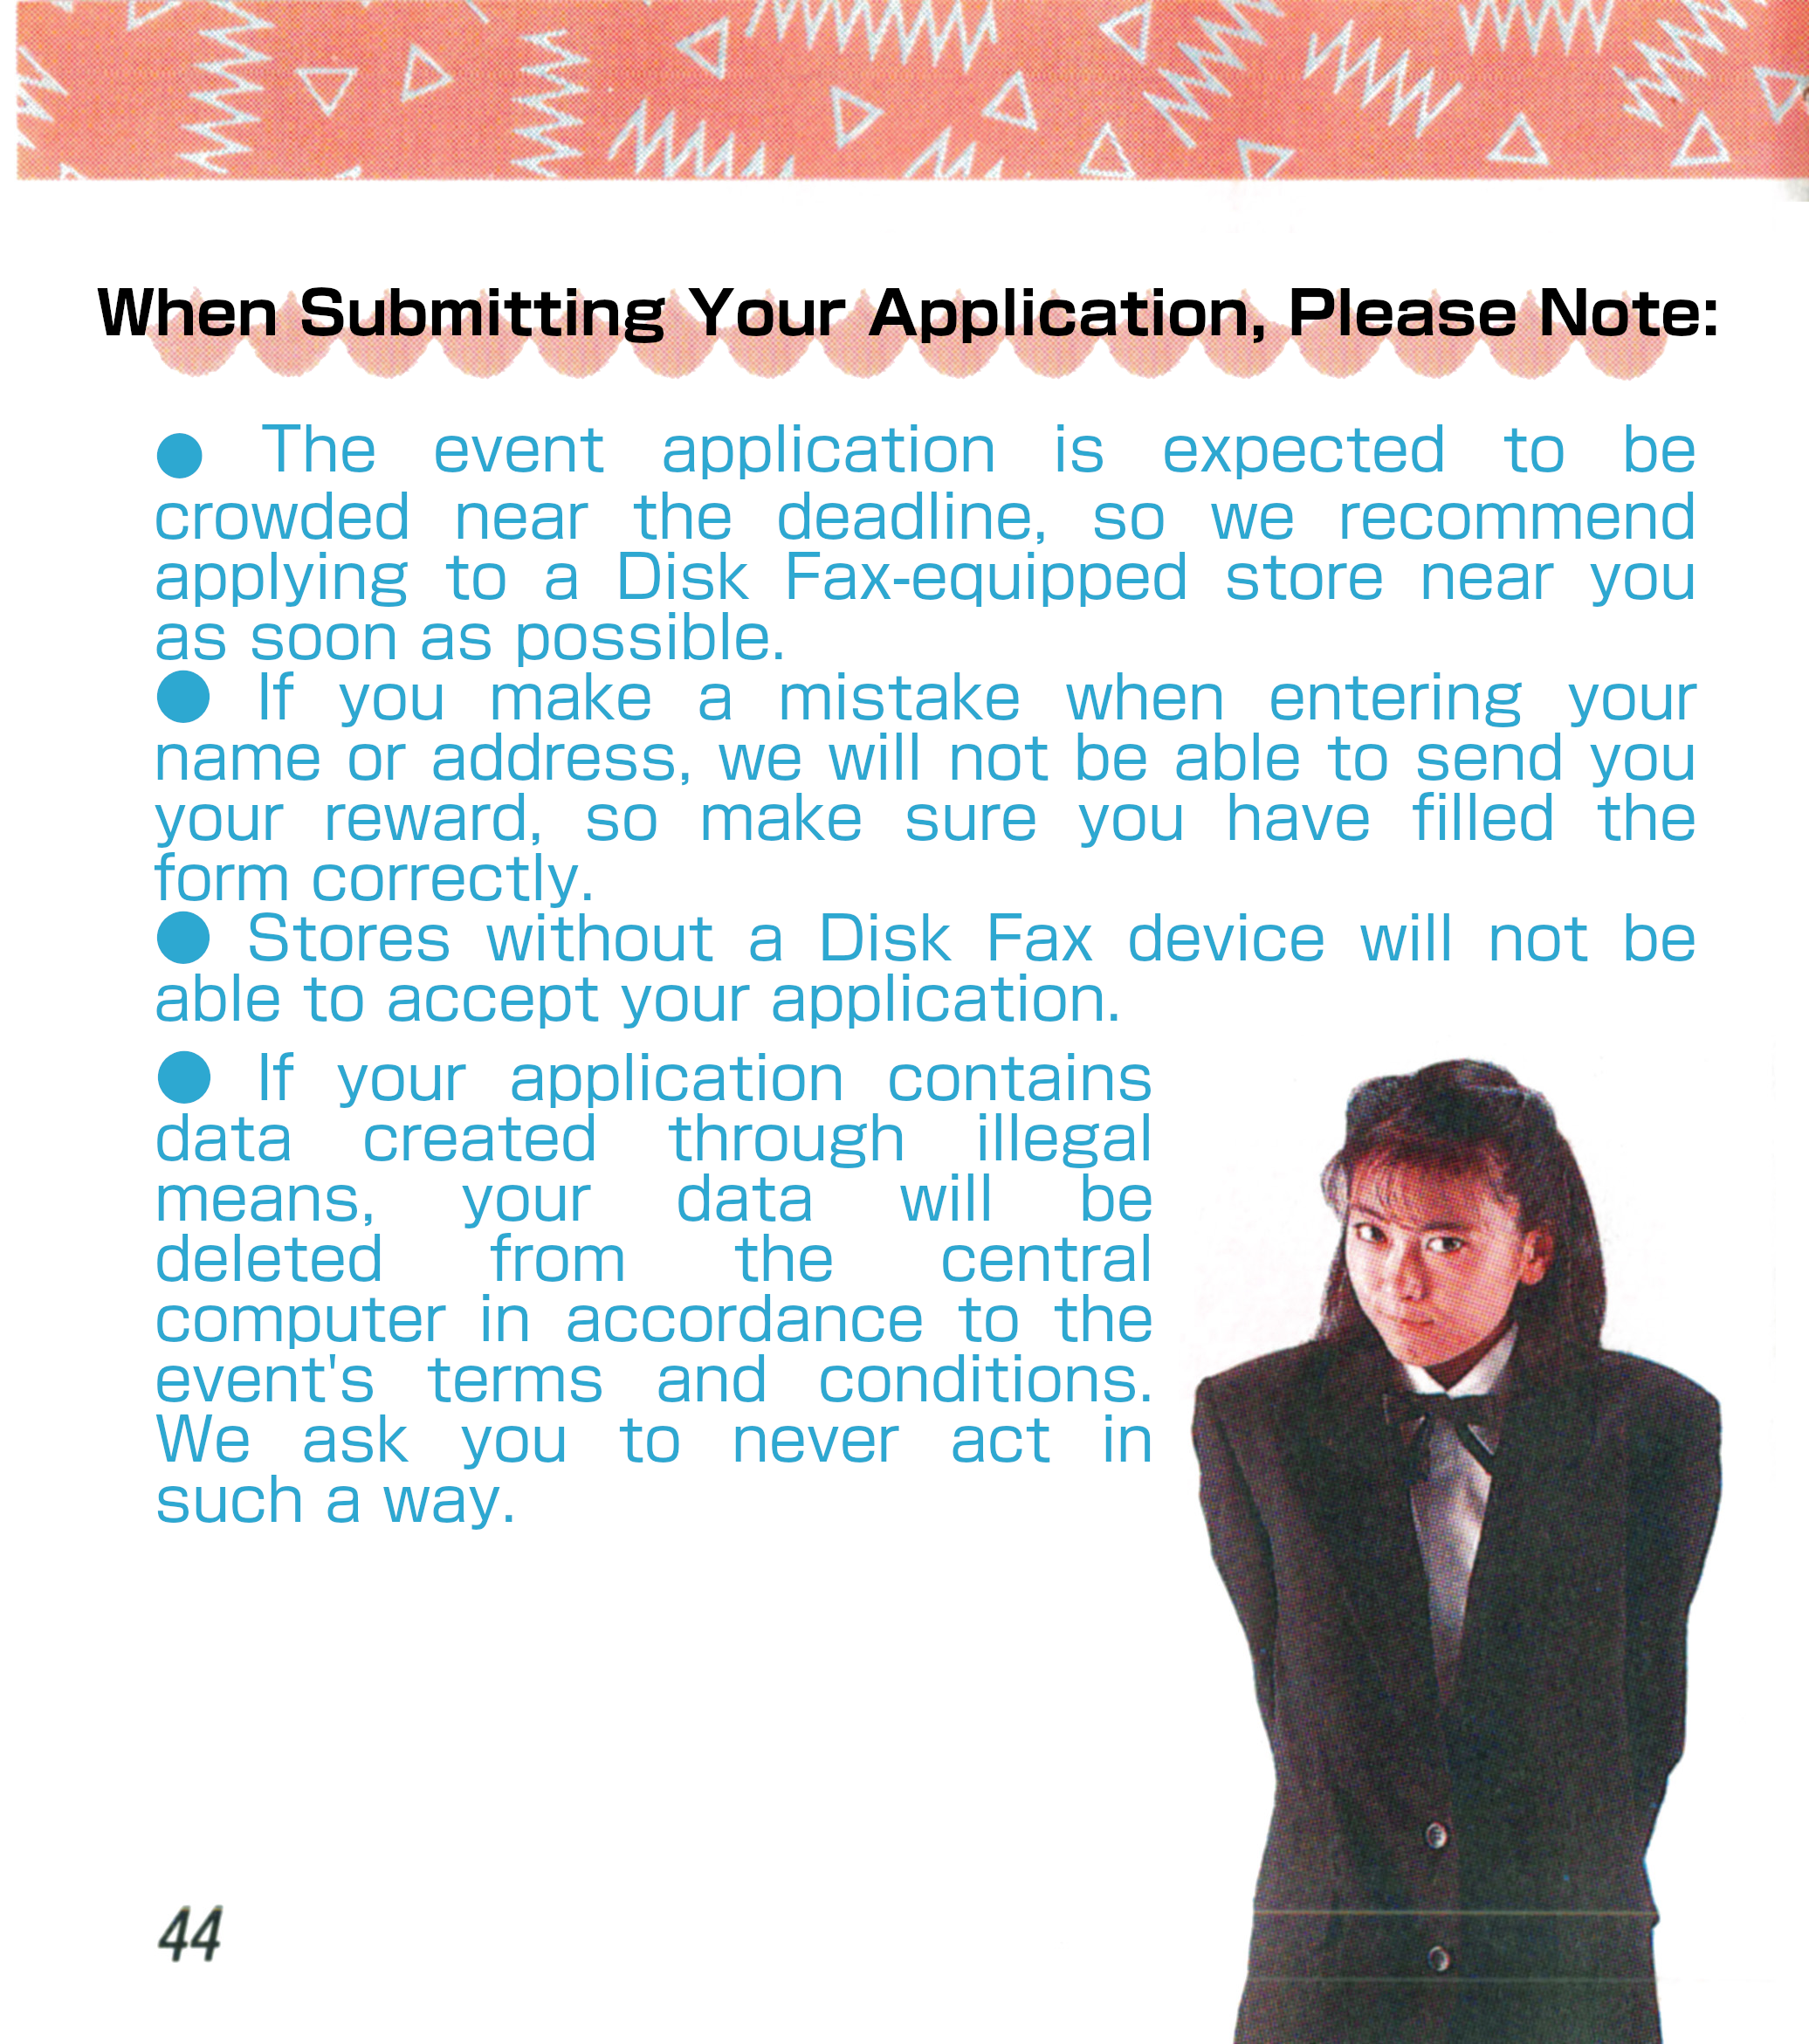 When Submitting Your Application, Please Note:
● The event application is expected to be
crowded near the deadline, so we recommend
applying to a Disk Fax-equipped store near you
as soon as possible.
● If you make a mistake when entering your
name or address, we will not be able to send you
your reward, so make sure you have filled the
form correctly.
● Stores without a Disk Fax device will not be
able to accept your application.
● If your application contains
data created through illegal
means, your data will be
deleted from the central
computer in accordance to the
event's terms and conditions.
We ask you to never act in
such a way.
44